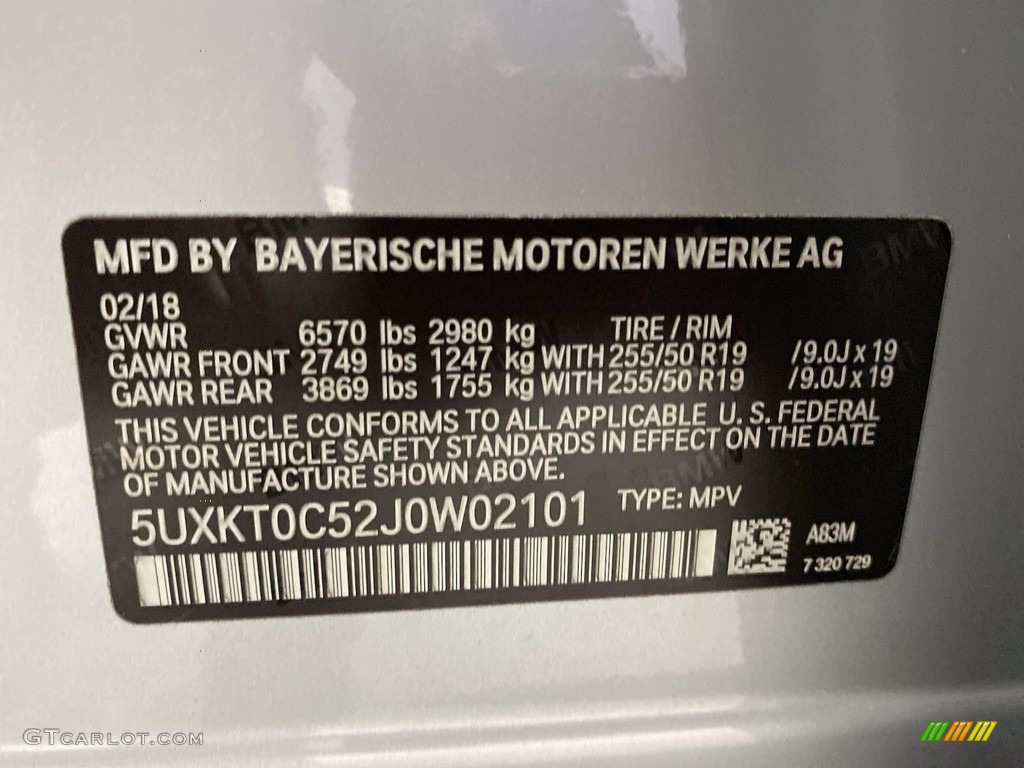 MFD BY BAYERISCHE MOTOREN WERKE AG
02/18
GVWR 6570 lbs 2980 kg TIRE / RIM
GAWR FRONT 2749 lbs 1247 kg WITH 255/50 R19 /9.0J x 19
GAWR REAR 3869 lbs 1755 kg WITH 255/50 R19 /9.0J x 19
THIS VEHICLE CONFORMS TO ALL APPLICABLE U. S. FEDERAL
MOTOR VEHICLE SAFETY STANDARDS IN EFFECT ON THE DATE
OF MANUFACTURE SHOWN ABOVE.
5UXKT0C52J0W02101 TYPE: MPV
A83M
7 320 729
GTCARLOT.COM